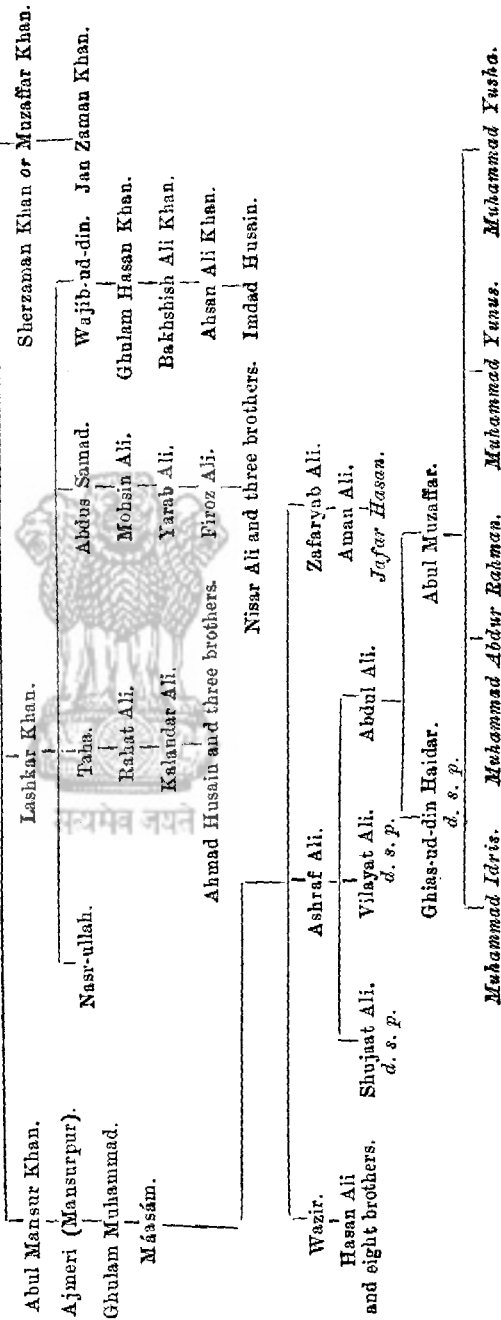 Sherzaman Khan or Muzaffar Khan.
Lashkar Khan.
Abul Mansur Khan.
Nasr-ullah. Taha. Abdus Samad. Wajib-ud-din. Jan Zaman Khan.
Ajmeri (Mansurpur).
Rahat Ali. Mohsin Ali. Ghulam Hasan Khan.
Ghulam Muhammad.
Kalandar Ali. Yarab Ali. Bakhshish Ali Khan.
Máasám.
Ahmad Husain and three brothers. Firoz Ali. Ahsan Ali Khan.
Nisar Ali and three brothers. Imdad Husain.
सत्यमेव जयते
Wazir. Ashraf Ali. Zafaryab Ali.
Hasan Ali
and eight brothers.
Aman Ali.
Shujaat Ali. Vilayat Ali. Abdul Ali. Jafar Hasan.
d. s. p. d. s. p.
Ghias-ud-din Haidar. Abul Muzaffar.
d. s. p.
Muhammad Idris. Muhammad Abdur Rahman. Muhammad Yunus. Muhammad Yusha.